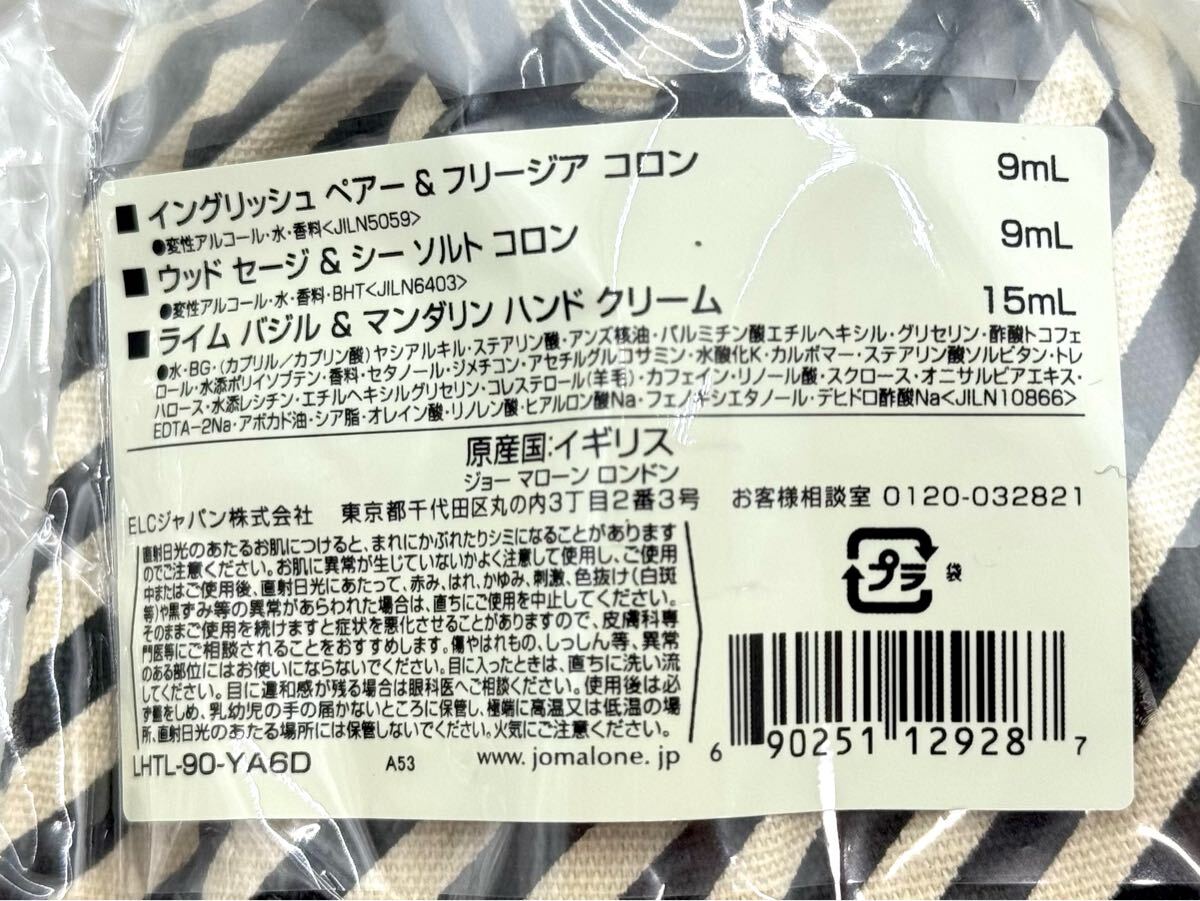 ■ イングリッシュ ペアー & フリージア コロン 9mL
●変性アルコール・水・香料<JILN5059>
■ ウッド セージ & シー ソルト コロン 9mL
●変性アルコール・水・香料・BHT<JILN6403>
■ ライム バジル & マンダリン ハンド クリーム 15mL
●水・BG・(カプリル/カプリン酸)ヤシアルキル・ステアリン酸・アンズ核油・パルミチン酸エチルヘキシル・グリセリン・酢酸トコフェ
ロール・水添ポリイソブテン・香料・セタノール・ジメチコン・アセチルグルコサミン・水酸化K・カルボマー・ステアリン酸ソルビタン・トレ
ハロース・水添レシチン・エチルヘキシルグリセリン・コレステロール(羊毛)・カフェイン・リノール酸・スクロース・オニサルビアエキス・
EDTA-2Na・アボカド油・シア脂・オレイン酸・リノレン酸・ヒアルロン酸Na・フェノキシエタノール・デヒドロ酢酸Na<JILN10866>
原産国:イギリス
ジョー マローン ロンドン
ELCジャパン株式会社 東京都千代田区丸の内3丁目2番3号 お客様相談室 0120-032821
直射日光のあたるお肌につけると、まれにかぶれたりシミになることがあります
のでご注意ください。お肌に異常が生じていないかよく注意して使用し、ご使用
中またはご使用後、直射日光にあたって、赤み、はれ、かゆみ、刺激、色抜け(白斑
等)や黒ずみ等の異常があらわれた場合は、直ちにご使用を中止してください。
そのままご使用を続けますと症状を悪化させることがありますので、皮膚科専
門医等にご相談されることをおすすめします。傷やはれもの、しっしん等、異常
のある部位にはお使いにならないでください。目に入ったときは、直ちに洗い流
してください。目に違和感が残る場合は眼科医へご相談ください。使用後は必
ず蓋をしめ、乳幼児の手の届かないところに保管し、極端に高温又は低温の場
所、直射日光のあたる場所には保管しないでください。火気にご注意ください。
プラ 袋
LHTL-90-YA6D A53 www.jomalone.jp
6 90251 12928 7